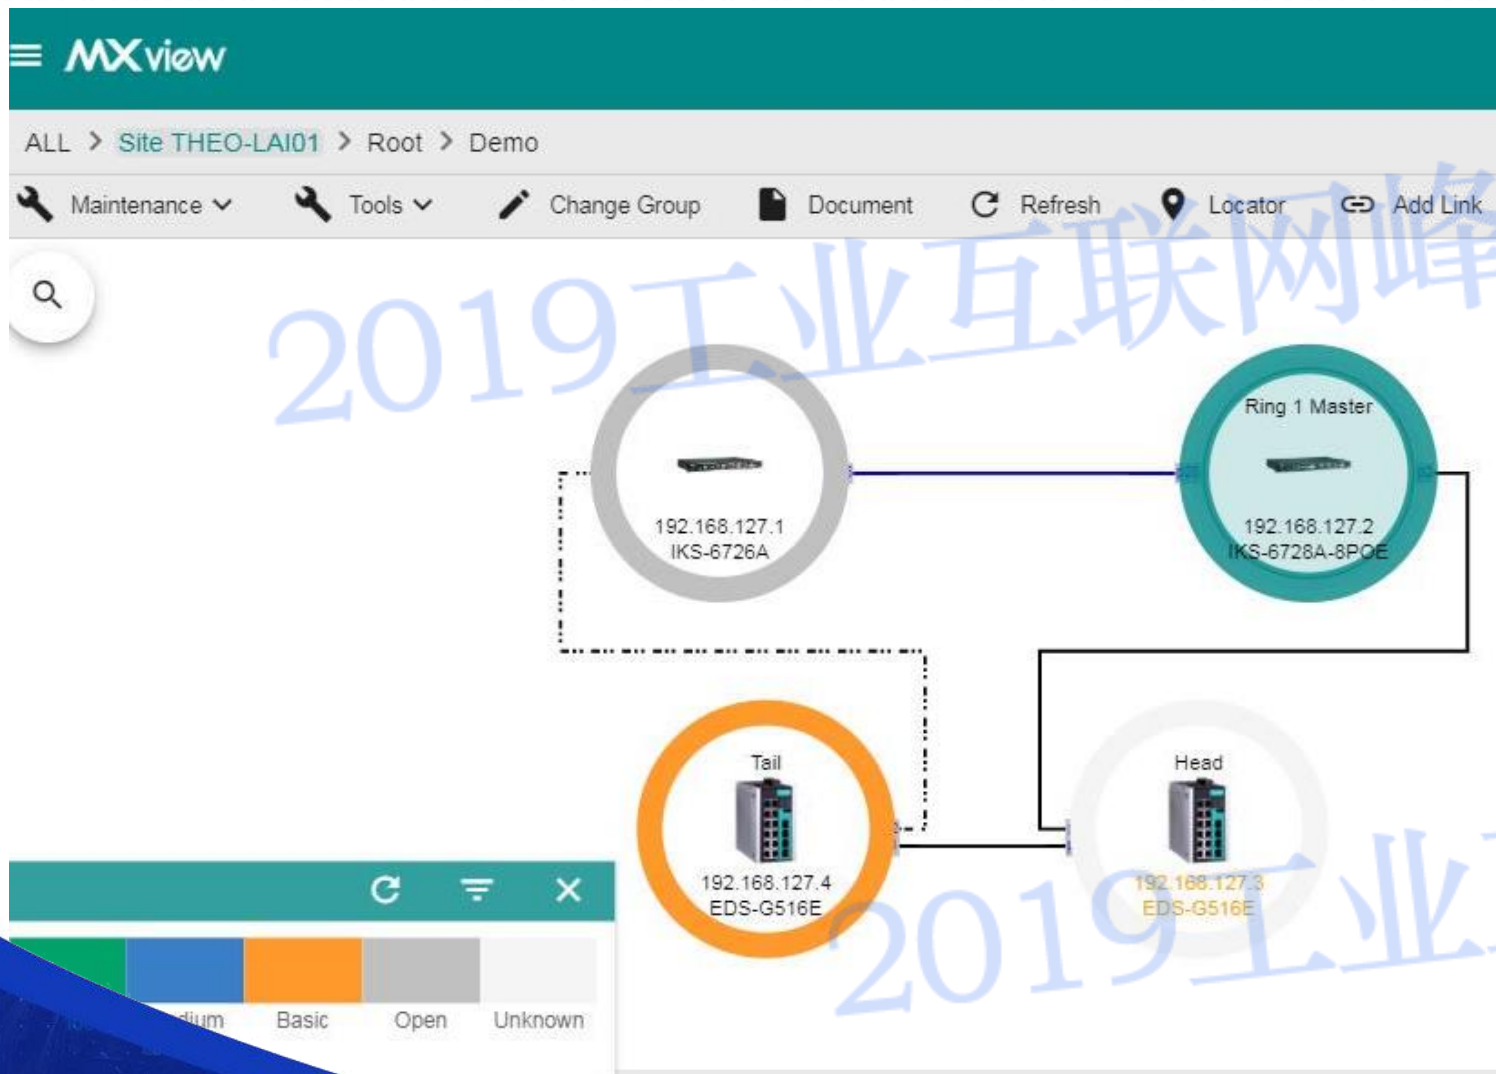 MXview
ALL > Site THEO-LAI01 > Root > Demo
Maintenance Tools Change Group Document Refresh Locator Add Link
2019工业互联网峰
Ring 1 Master
192.168.127.1
IKS-6726A
192.168.127.2
IKS-6728A-8POE
Tail
192.168.127.4
EDS-G516E
Head
192.168.127.3
EDS-G516E
2019工业
Basic Open Unknown